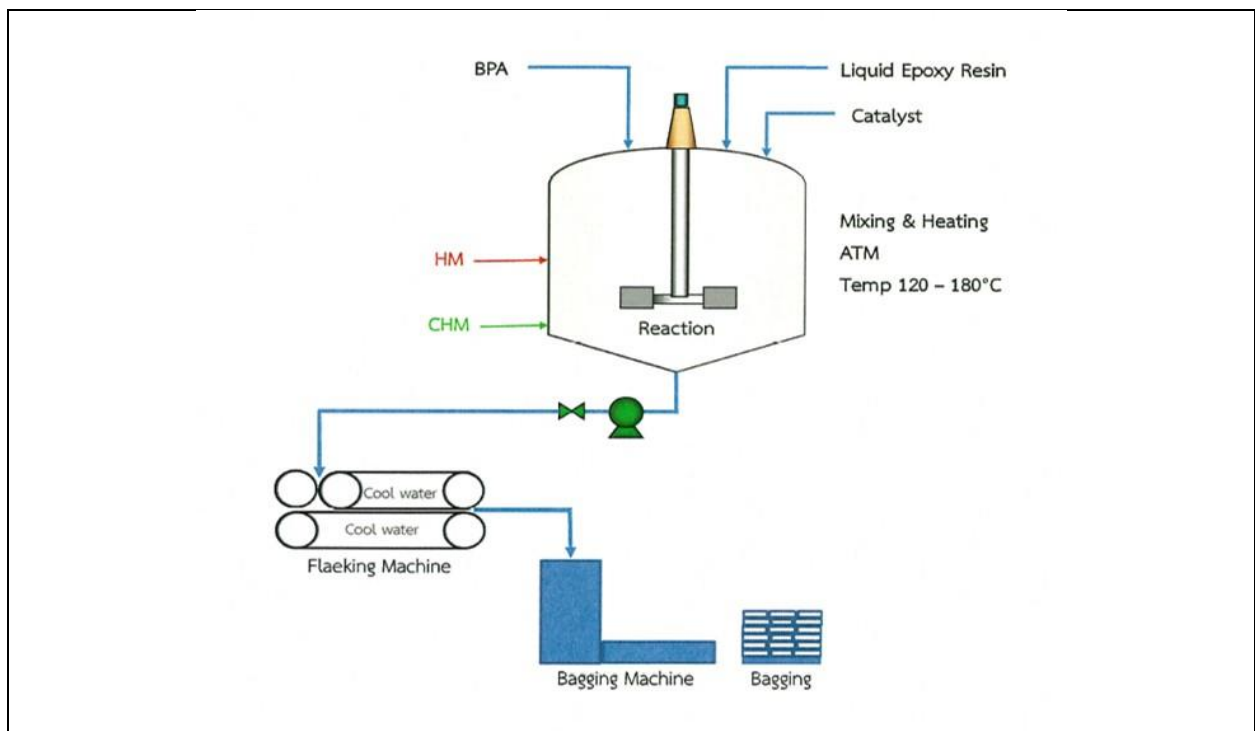 BPA
Liquid Epoxy Resin
Catalyst
Mixing & Heating
ATM
Temp 120 – 180°C
HM
CHM
Reaction
Cool water
Cool water
Flaeking Machine
Bagging Machine
Bagging